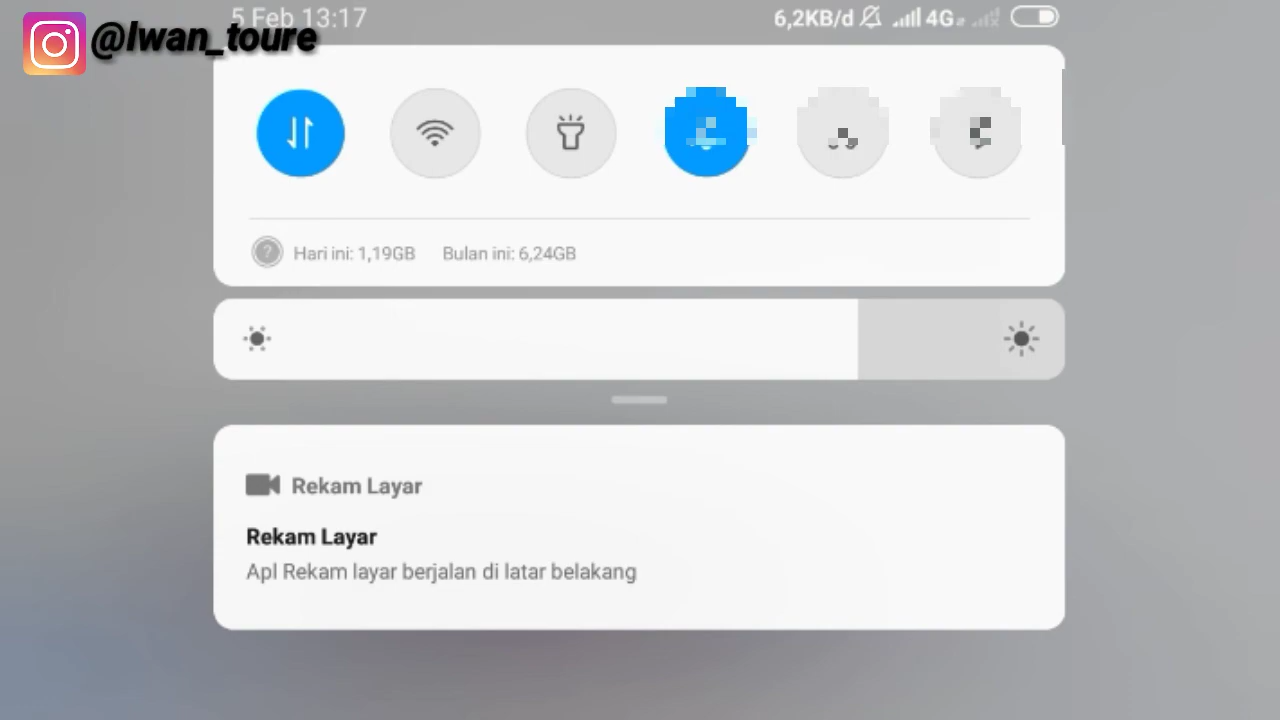 5 Feb 13:17
6,2KB/d 4G
@Iwan_toure
Hari ini: 1,19GB Bulan ini: 6,24GB
Rekam Layar
Rekam Layar
Apl Rekam layar berjalan di latar belakang